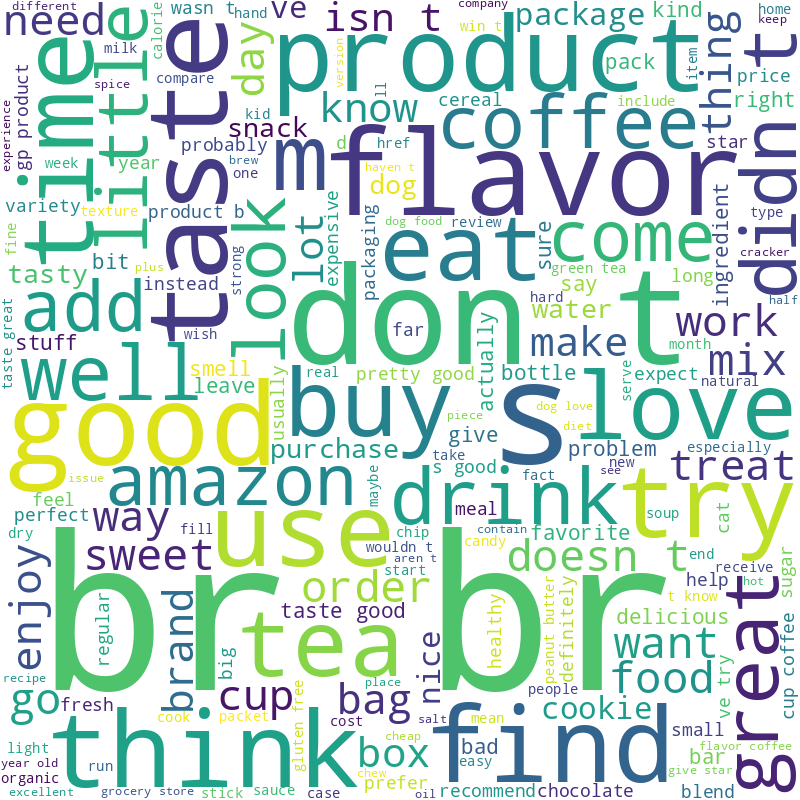 different
need
wasn t
hand
ve
company
isn t
package
kind
home
keep
little
calorie
milk
day
win t
product
version
pack
item
thing
price
time
taste
compare
spice
know
ll
cereal
coffee
include
right
experience
gp product
snack
kid
d
href
star
didn t
week
year
probably
brew
one
m
flavor
haven t
dog
variety
texture
product b
look
lot
expensive
packaging
dog food
review
eat
green tea
sure
come
ingredient
type
cracker
fine
tasty
bit
plus
instead
strong
say
long
hard
half
add
don t
water
work
stuff
wish
far
make
month
mix
taste great
well
smell
leave
usually
real
pretty good
actually
bottle
serve
expect
natural
good
buy
s
piece
dog love
diet
love
purchase
give
problem
especially
issue
amazon
maybe
take
s good
fact
new
see
treat
feel
perfect
way
use
drink
meal
contain
try
soup
cat
dry
fill
chip
candy
favorite
sweet
wouldn t
aren t
start
doesn t
end
receive
hot
sugar
enjoy
br br
order
healthy
peanut butter
definitely
help
t know
great
regular
brand
tea
taste good
delicious
big
nice
want
ve try
cup coffee
recipe
go
fresh
cup
bag
place
people
food
cook
packet
gluten free
cost
salt
mean
cookie
small
flavor coffee
light
think
box
cheap
find
bad
easy
bar
give star
year old
run
chew
organic
prefer
excellent
grocery store
stick
sauce
case
oil
recommend
chocolate
blend